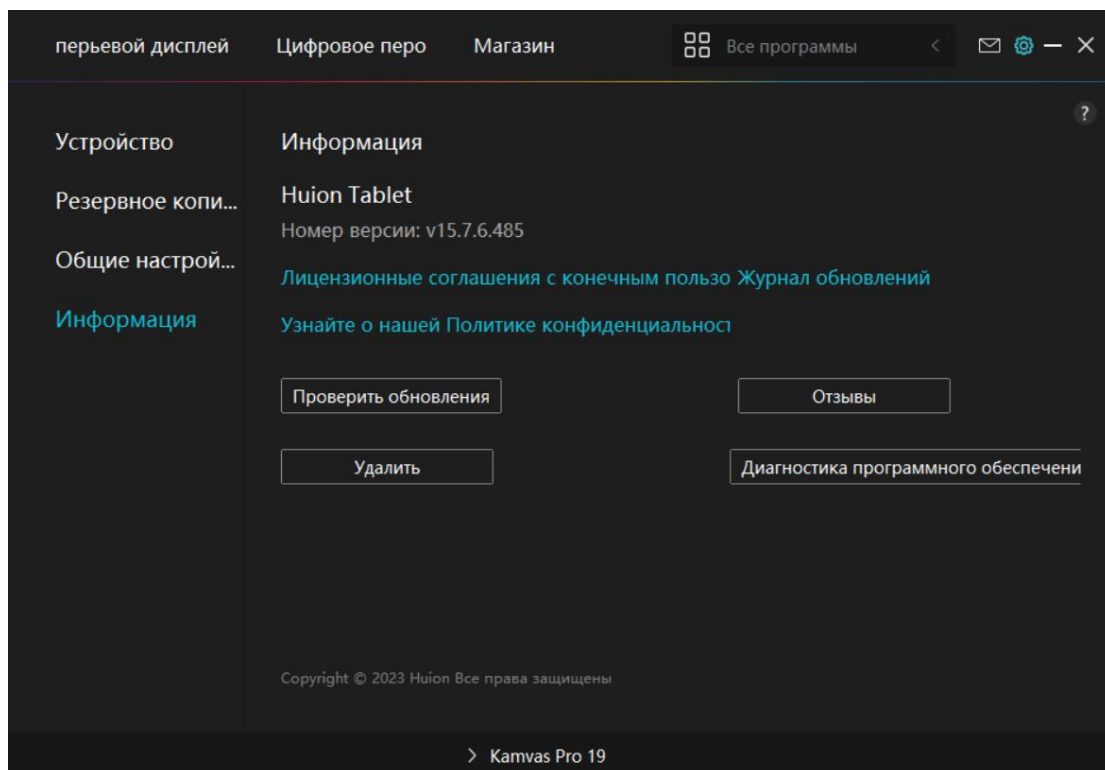 перьевой дисплей Цифровое перо Магазин Все программы
?
Устройство
Информация
Резервное копи...
Huion Tablet
Номер версии: v15.7.6.485
Общие настрой...
Лицензионные соглашения с конечным пользо Журнал обновлений
Информация
Узнайте о нашей Политике конфиденциальност
Проверить обновления Отзывы
Удалить Диагностика программного обеспечени
Copyright © 2023 Huion Все права защищены
Kamvas Pro 19